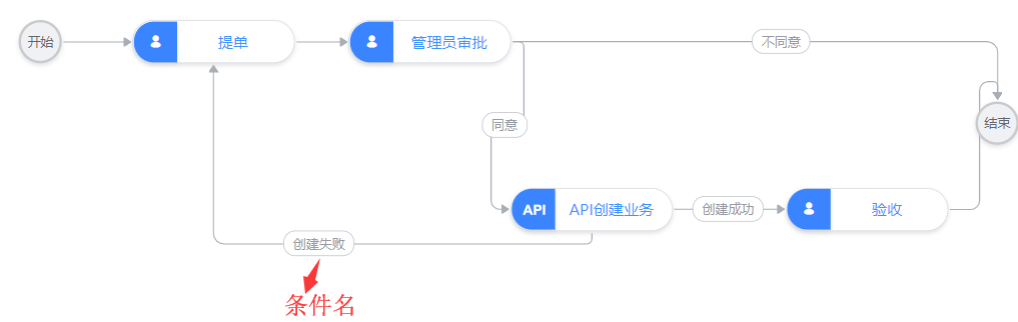 开始
提单
管理员审批
不同意
同意
结束
API
API创建业务
创建成功
验收
创建失败
条件名